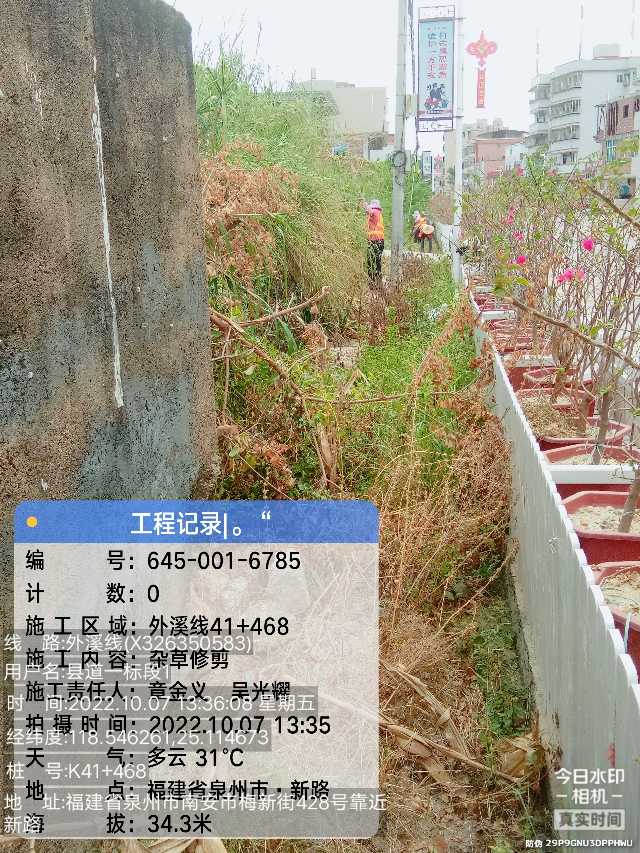 工程记录|。“
编 号：645-001-6785
计 数：0
施工区域：外溪线41+468
线 路:外溪线(X326350583)
施工内容：杂草修剪
用户名:县道一标段1
施工责任人：章金义 吴光耀
时 间:2022.10.07 13:36:08 星期五
拍摄时间：2022.10.07 13:35
经纬度:118.546261,25.114673
天 气：多云 31℃
桩 号:K41+468
地 点：福建省泉州市·新路
地 址:福建省泉州市南安市梅新街428号靠近
新路
海 拔：34.3米
今日水印
相机
真实时间
防伪 29P9GNU3DPPHWU